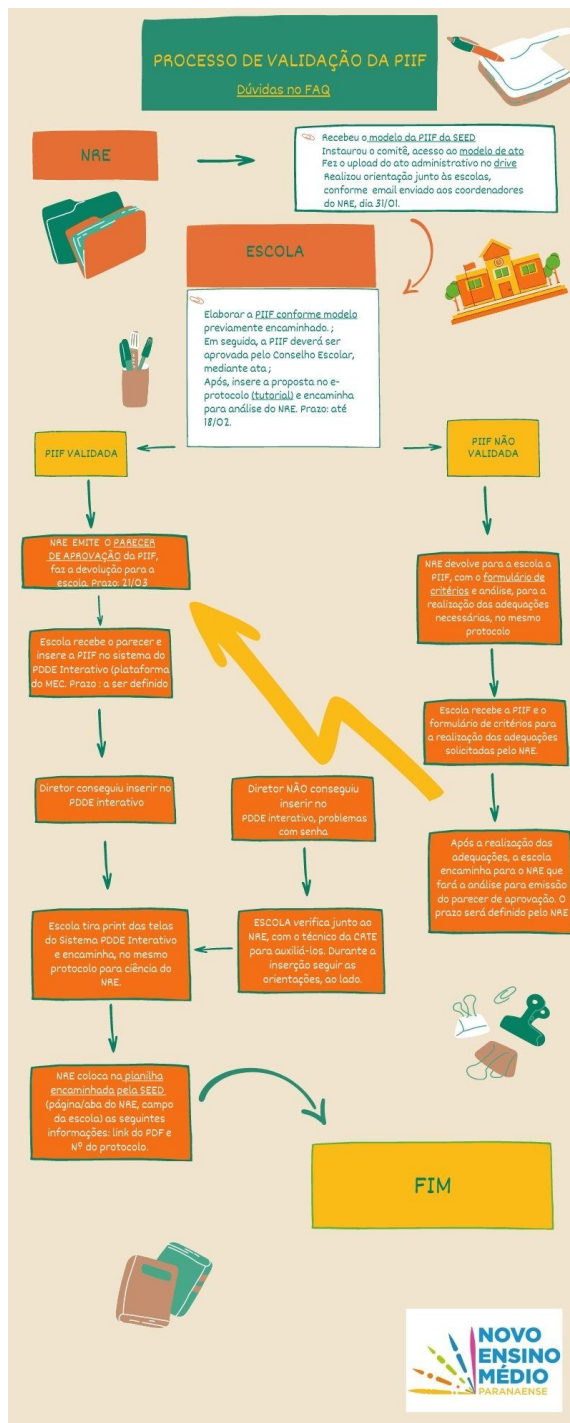 PROCESSO DE VALIDAÇÃO DA PIIF
Dúvidas no FAQ
NRE
Recebeu o modelo da PIIF da SEED
Instaurou o comitê, acesso ao modelo de ato
Fez o upload do ato administrativo no drive
Realizou orientação junto às escolas,
conforme email enviado aos coordenadores
do NRE, dia 31/01.
ESCOLA
Elaborar a PIIF conforme modelo
previamente encaminhado. ;
Em seguida, a PIIF deverá ser
aprovada pelo Conselho Escolar,
mediante ata ;
Após, insere a proposta no e-
protocolo (tutorial) e encaminha
para análise do NRE. Prazo: até
18/02.
PIIF VALIDADA
PIIF NÃO
VALIDADA
NRE EMITE O PARECER
DE APROVAÇÃO da PIIF,
faz a devolução para a
escola. Prazo: 21/03
NRE devolve para a escola a
PIIF, com o formulário de
critérios e análise, para a
realização das adequações
necessárias, no mesmo
protocolo
Escola recebe o parecer e
insere a PIIF no sistema do
PDDE Interativo (plataforma
do MEC. Prazo : a ser definido
Escola recebe a PIIF e o
formulário de critérios para
a realização das adequações
solicitadas pelo NRE.
Diretor conseguiu inserir no
PDDE interativo
Diretor NÃO conseguiu
inserir no
PDDE interativo, problemas
com senha
Após a realização das
adequações, a escola
encaminha para o NRE que
fará a análise para emissão
do parecer de aprovação. O
prazo será definido pelo NRE
Escola tira print das telas
do Sistema PDDE Interativo
e encaminha, no mesmo
protocolo para ciência do
NRE.
ESCOLA verifica junto ao
NRE, com o técnico da CRTE
para auxiliá-los. Durante a
inserção seguir as
orientações, ao lado.
NRE coloca na planilha
encaminhada pela SEED
(página/aba do NRE, campo
da escola) as seguintes
informações: link do PDF e
Nº do protocolo.
FIM
NOVO
ENSINO
MÉDIO
PARANAENSE